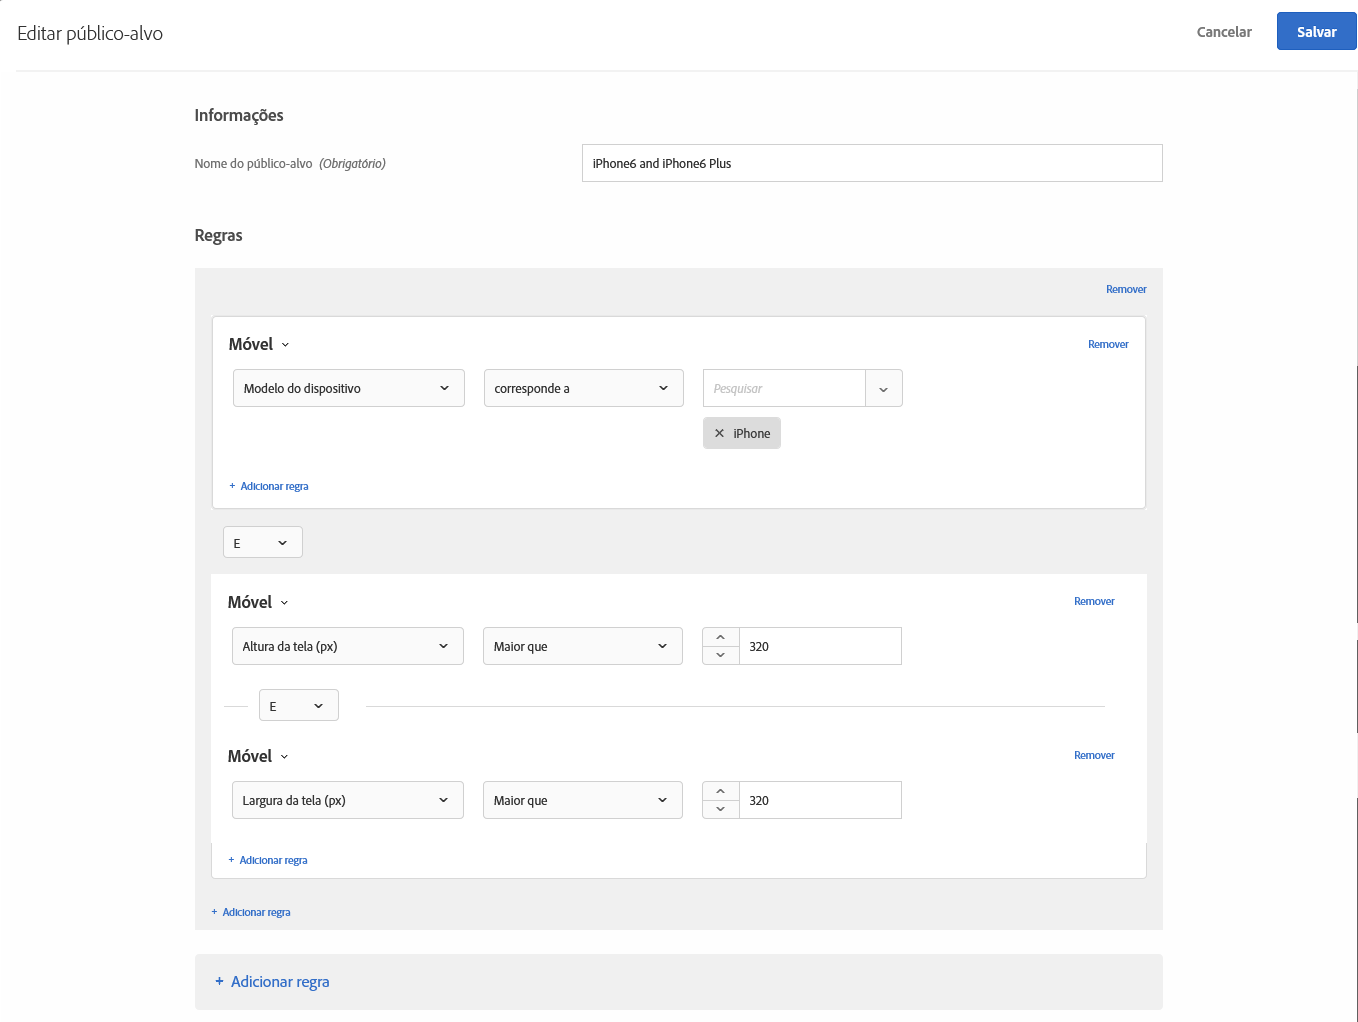 Editar público-alvo
Cancelar
Salvar
Informações
Nome do público-alvo (Obrigatório)
iPhone6 and iPhone6 Plus
Regras
Remover
Móvel
Remover
Modelo do dispositivo
corresponde a
Pesquisar
× iPhone
+ Adicionar regra
E
Móvel
Remover
Altura da tela (px)
Maior que
320
E
Móvel
Remover
Largura da tela (px)
Maior que
320
+ Adicionar regra
+ Adicionar regra
+ Adicionar regra